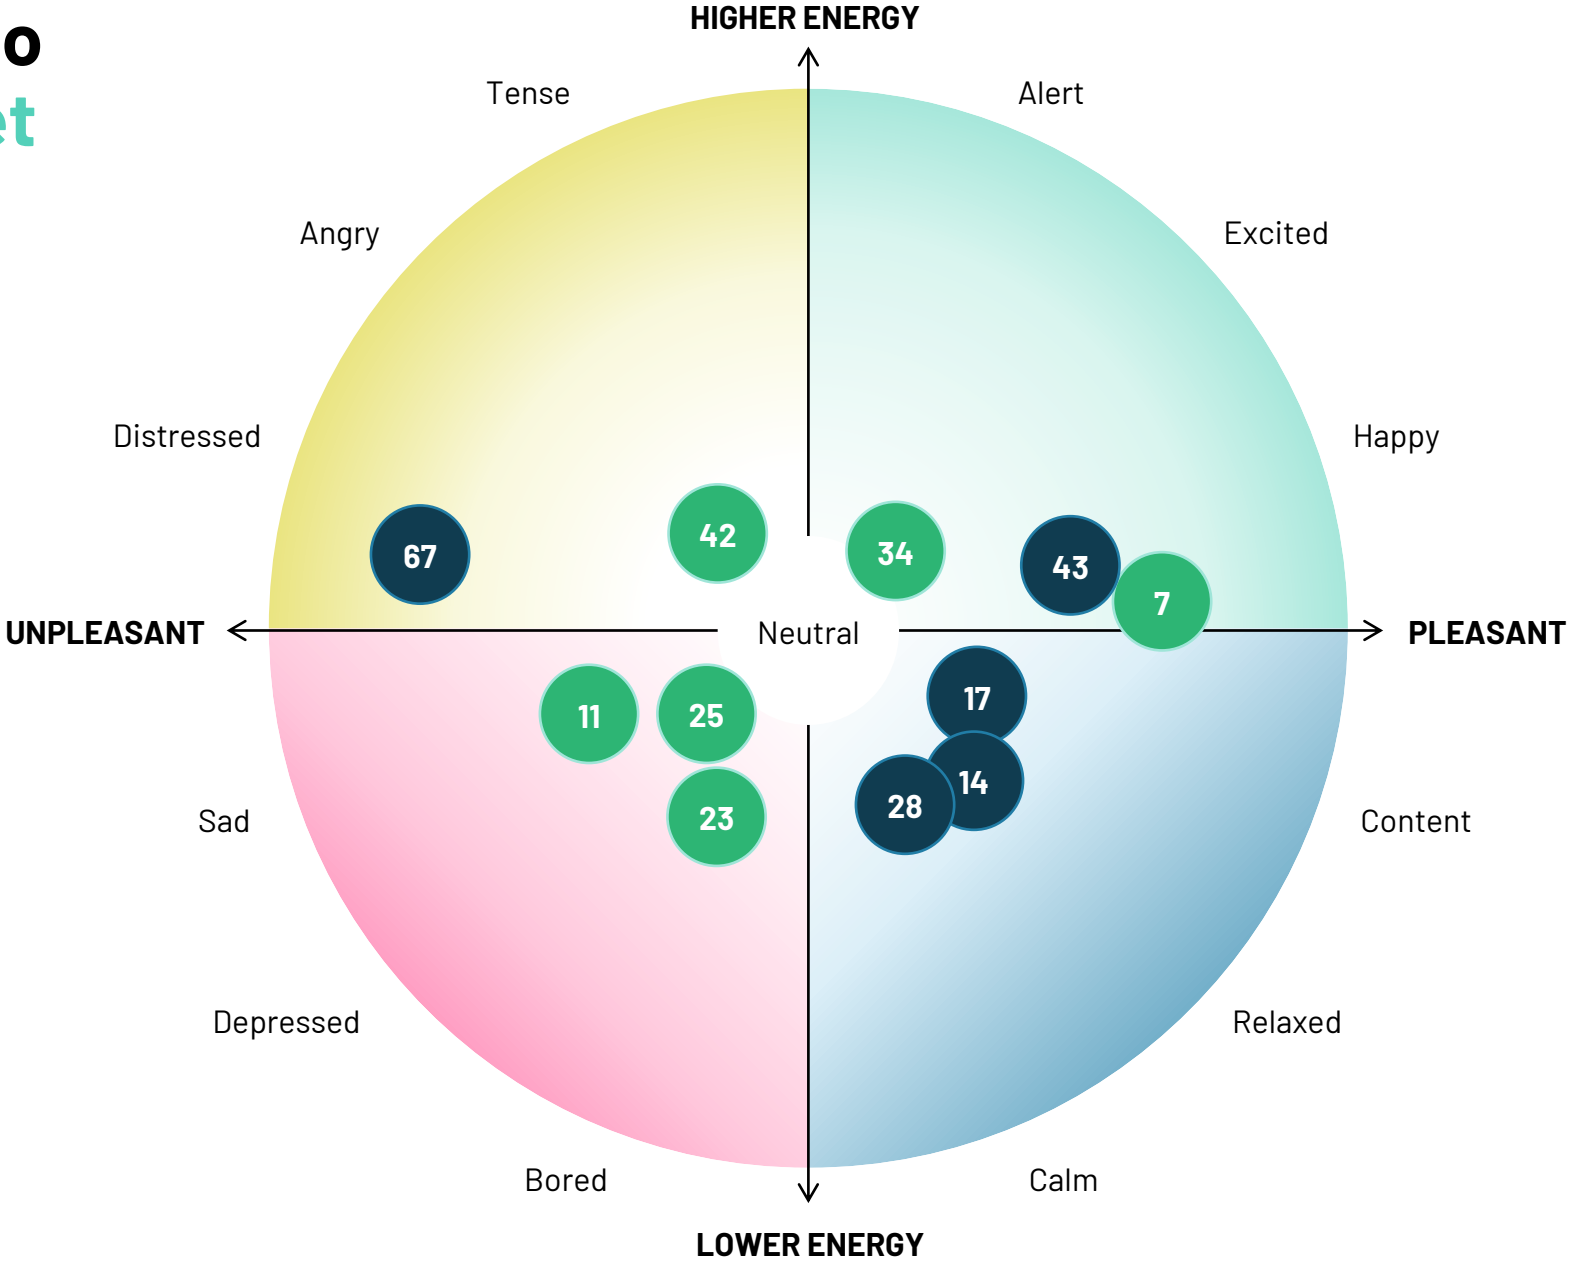 HIGHER ENERGY
o
et
Tense
Alert
Angry
Excited
Distressed
Happy
42
34
67
43
7
UNPLEASANT
Neutral
PLEASANT
17
11
25
14
28
23
Sad
Content
Depressed
Relaxed
Bored
Calm
LOWER ENERGY